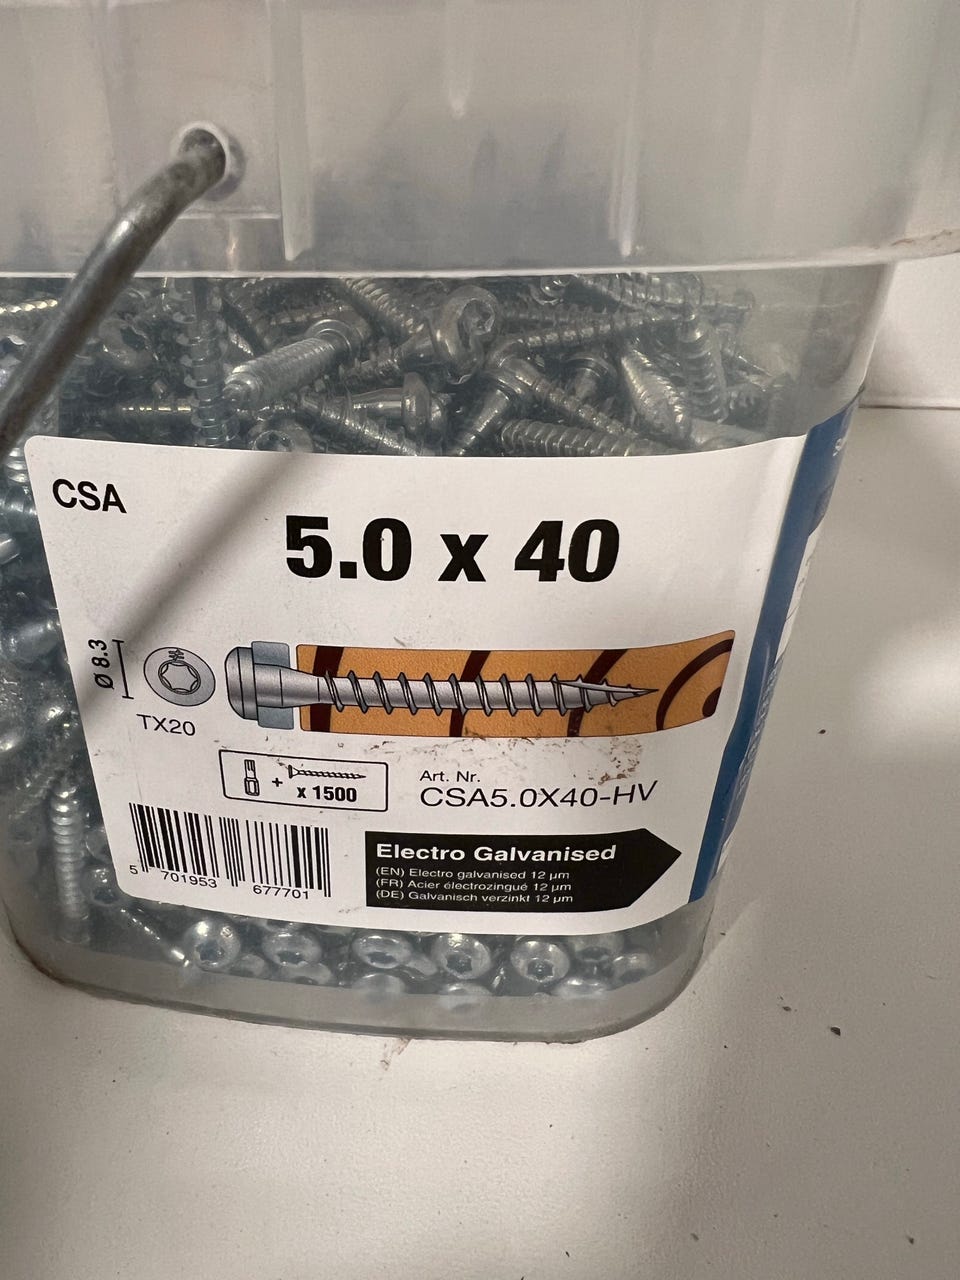 CSA
5.0 x 40
Ø 8.3
TX20
+
x 1500
Art. Nr.
CSA5.0X40-HV
5 701953 677701
Electro Galvanised
(EN) Electro galvanised 12 µm
(FR) Acier électrozingué 12 µm
(DE) Galvanisch verzinkt 12 µm